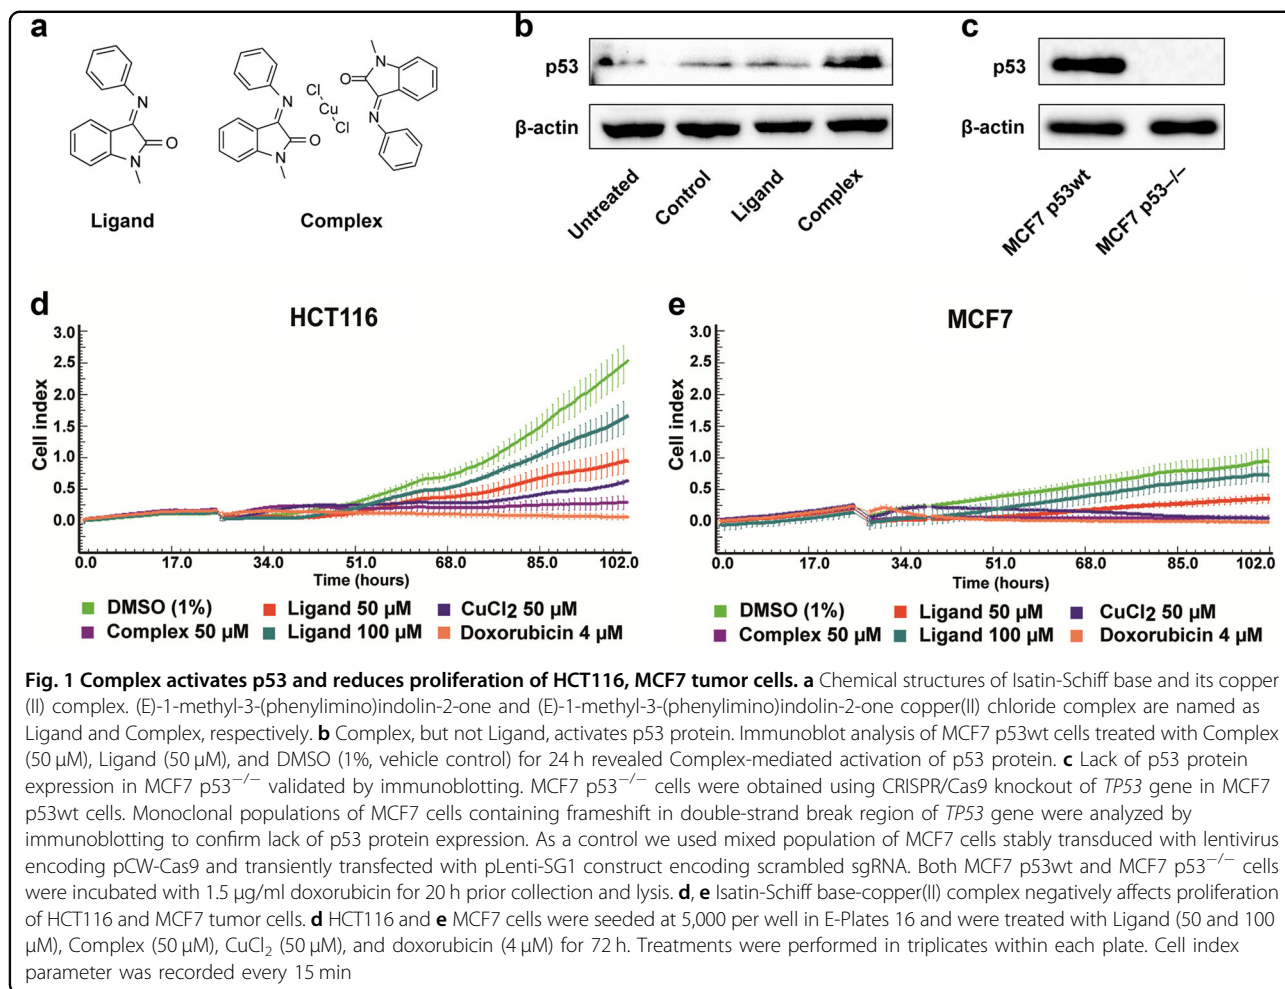 a
N
N
O
Ligand
N
N
O
Cl
Cu
Cl
N
O
N
Complex
b
p53
β-actin
Untreated
Control
Ligand
Complex
c
p53
β-actin
MCF7 p53wt
MCF7 p53–/–
d
HCT116
Cell index
3.0
2.5
2.0
1.5
1.0
0.5
0.0
0.0 17.0 34.0 51.0 68.0 85.0 102.0
Time (hours)
DMSO (1%) Ligand 50 µM CuCl₂ 50 µM
Complex 50 µM Ligand 100 µM Doxorubicin 4 µM
e
MCF7
Cell index
3.0
2.5
2.0
1.5
1.0
0.5
0.0
0.0 17.0 34.0 51.0 68.0 85.0 102.0
Time (hours)
DMSO (1%) Ligand 50 µM CuCl₂ 50 µM
Complex 50 µM Ligand 100 µM Doxorubicin 4 µM
Fig. 1 Complex activates p53 and reduces proliferation of HCT116, MCF7 tumor cells. a Chemical structures of Isatin-Schiff base and its copper
(II) complex. (E)-1-methyl-3-(phenylimino)indolin-2-one and (E)-1-methyl-3-(phenylimino)indolin-2-one copper(II) chloride complex are named as
Ligand and Complex, respectively. b Complex, but not Ligand, activates p53 protein. Immunoblot analysis of MCF7 p53wt cells treated with Complex
(50 µM), Ligand (50 µM), and DMSO (1%, vehicle control) for 24 h revealed Complex-mediated activation of p53 protein. c Lack of p53 protein
expression in MCF7 p53⁻/⁻ validated by immunoblotting. MCF7 p53⁻/⁻ cells were obtained using CRISPR/Cas9 knockout of TP53 gene in MCF7
p53wt cells. Monoclonal populations of MCF7 cells containing frameshift in double-strand break region of TP53 gene were analyzed by
immunoblotting to confirm lack of p53 protein expression. As a control we used mixed population of MCF7 cells stably transduced with lentivirus
encoding pCW-Cas9 and transiently transfected with pLenti-SG1 construct encoding scrambled sgRNA. Both MCF7 p53wt and MCF7 p53⁻/⁻ cells
were incubated with 1.5 µg/ml doxorubicin for 20 h prior collection and lysis. d, e Isatin-Schiff base-copper(II) complex negatively affects proliferation
of HCT116 and MCF7 tumor cells. d HCT116 and e MCF7 cells were seeded at 5,000 per well in E-Plates 16 and were treated with Ligand (50 and 100
µM), Complex (50 µM), CuCl₂ (50 µM), and doxorubicin (4 µM) for 72 h. Treatments were performed in triplicates within each plate. Cell index
parameter was recorded every 15 min